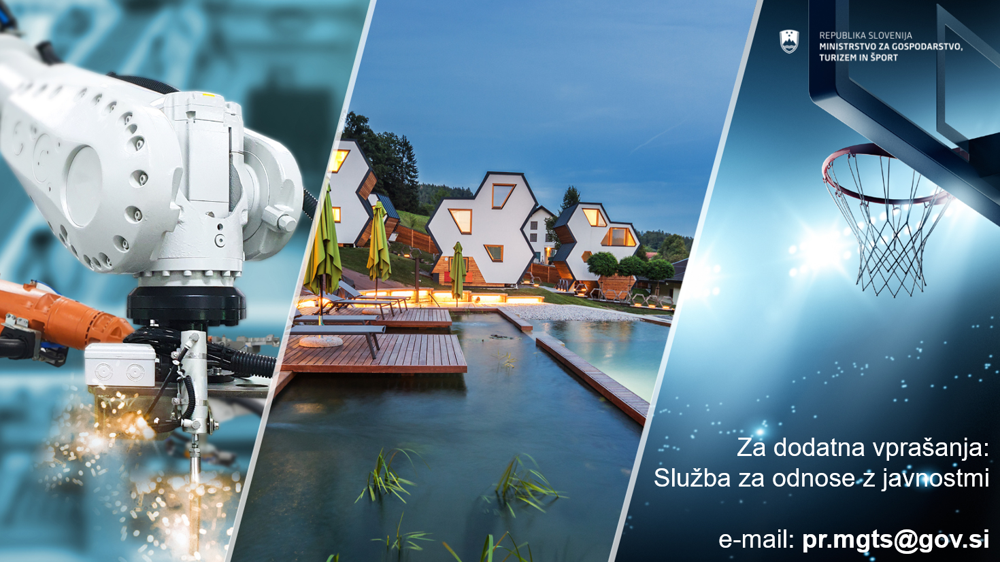 REPUBLIKA SLOVENIJA
MINISTRSTVO ZA GOSPODARSTVO,
TURIZEM IN ŠPORT
Za dodatna vprašanja:
Služba za odnose z javnostmi
e-mail: pr.mgts@gov.si